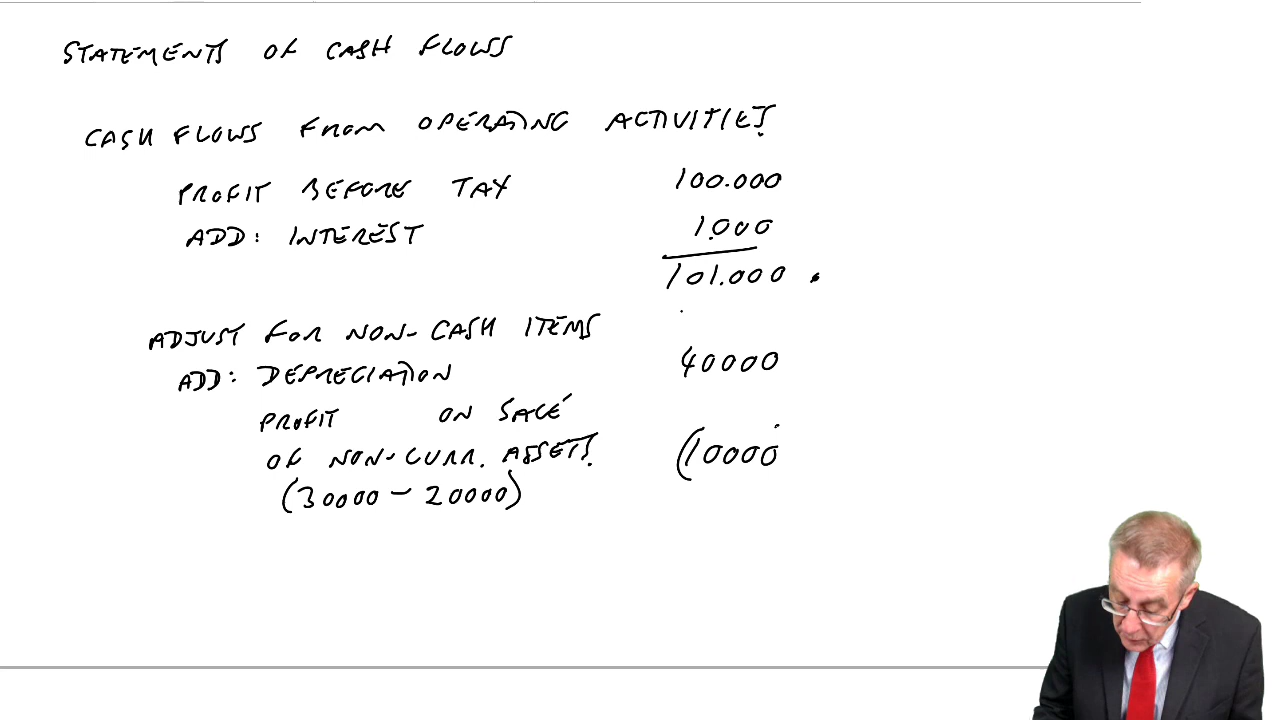 STATEMENTS OF CASH FLOWS
CASH FLOWS FROM OPERATING ACTIVITIES
PROFIT BEFORE TAX 100.000
ADD: INTEREST 1.000
101.000
ADJUST FOR NON-CASH ITEMS
ADD: DEPRECIATION 40000
PROFIT ON SALE
OF NON-CURR. ASSETS. (10000
(30000 - 20000)